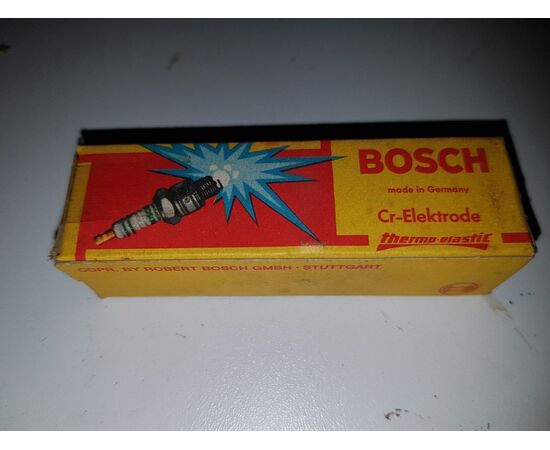 BOSCH
made in Germany
Cr-Elektrode
thermo-elastic
COPR. BY ROBERT BOSCH GMBH · STUTTGART